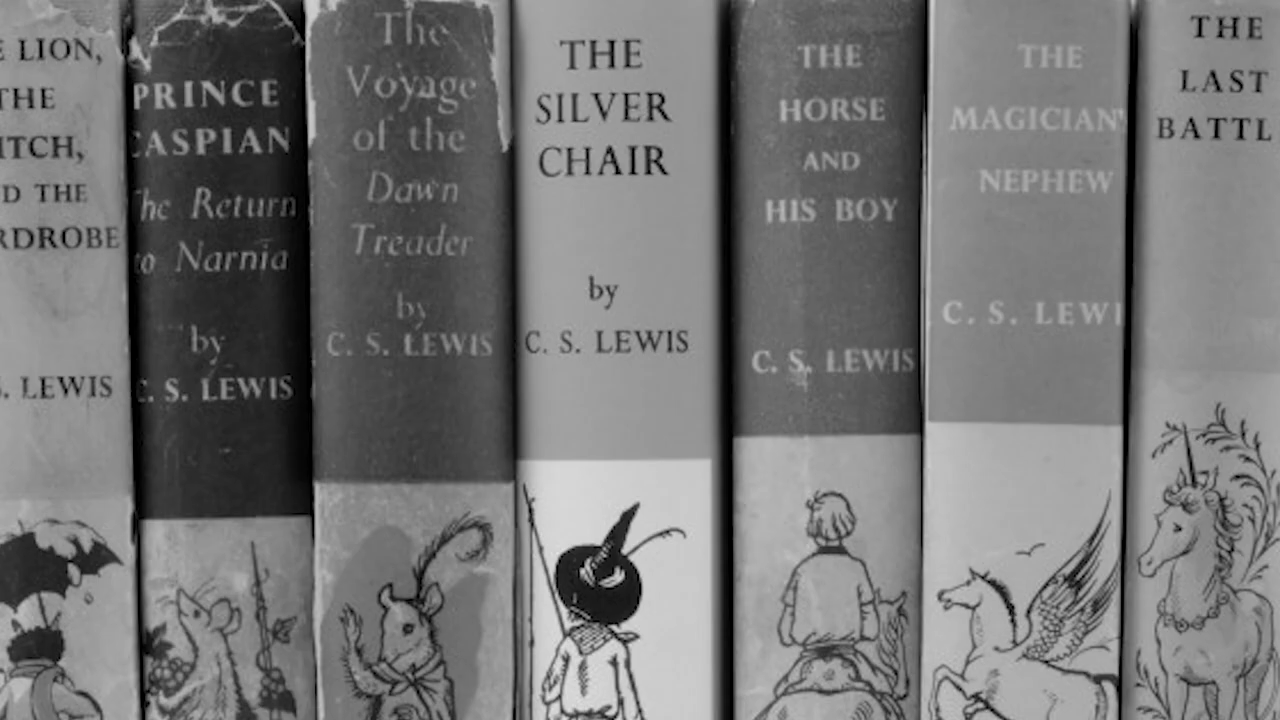 E LION,
THE
ITCH,
D THE
RDROBE
S. LEWIS
PRINCE
CASPIAN
The Return
to Narnia
by
C. S. LEWIS
The
Voyage
of the
Dawn
Treader
by
C. S. LEWIS
THE
SILVER
CHAIR
by
C. S. LEWIS
THE
HORSE
AND
HIS BOY
C. S. LEWIS
THE
MAGICIAN'
NEPHEW
C. S. LEWI
THE
LAST
BATTL